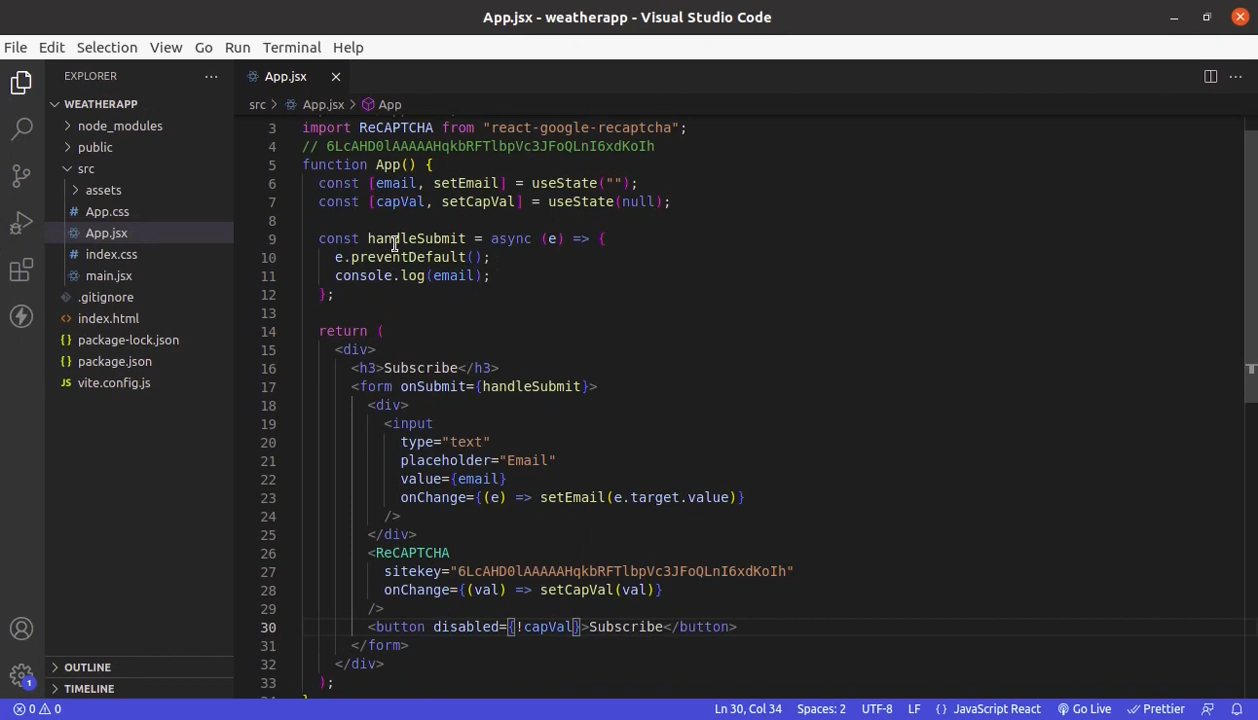 App.jsx - weatherapp - Visual Studio Code
File Edit Selection View Go Run Terminal Help
EXPLORER
WEATHERAPP
node_modules
public
src
assets
# App.css
App.jsx
# index.css
main.jsx
.gitignore
<> index.html
{} package-lock.json
{} package.json
JS vite.config.js
OUTLINE
TIMELINE
App.jsx
src > App.jsx > App
3 import ReCAPTCHA from "react-google-recaptcha";
4 // 6LcAHD0lAAAAAHqkbRFTlbpVc3JFoQLnI6xdKoIh
5 function App() {
6 const [email, setEmail] = useState("");
7 const [capVal, setCapVal] = useState(null);
8
9 const handleSubmit = async (e) => {
10 e.preventDefault();
11 console.log(email);
12 };
13
14 return (
15 <div>
16 <h3>Subscribe</h3>
17 <form onSubmit={handleSubmit}>
18 <div>
19 <input
20 type="text"
21 placeholder="Email"
22 value={email}
23 onChange={(e) => setEmail(e.target.value)}
24 />
25 </div>
26 <ReCAPTCHA
27 sitekey="6LcAHD0lAAAAAHqkbRFTlbpVc3JFoQLnI6xdKoIh"
28 onChange={(val) => setCapVal(val)}
29 />
30 <button disabled={!capVal}>Subscribe</button>
31 </form>
32 </div>
33 );
1
0 0 Ln 30, Col 34 Spaces: 2 UTF-8 LF {} JavaScript React Go Live Prettier